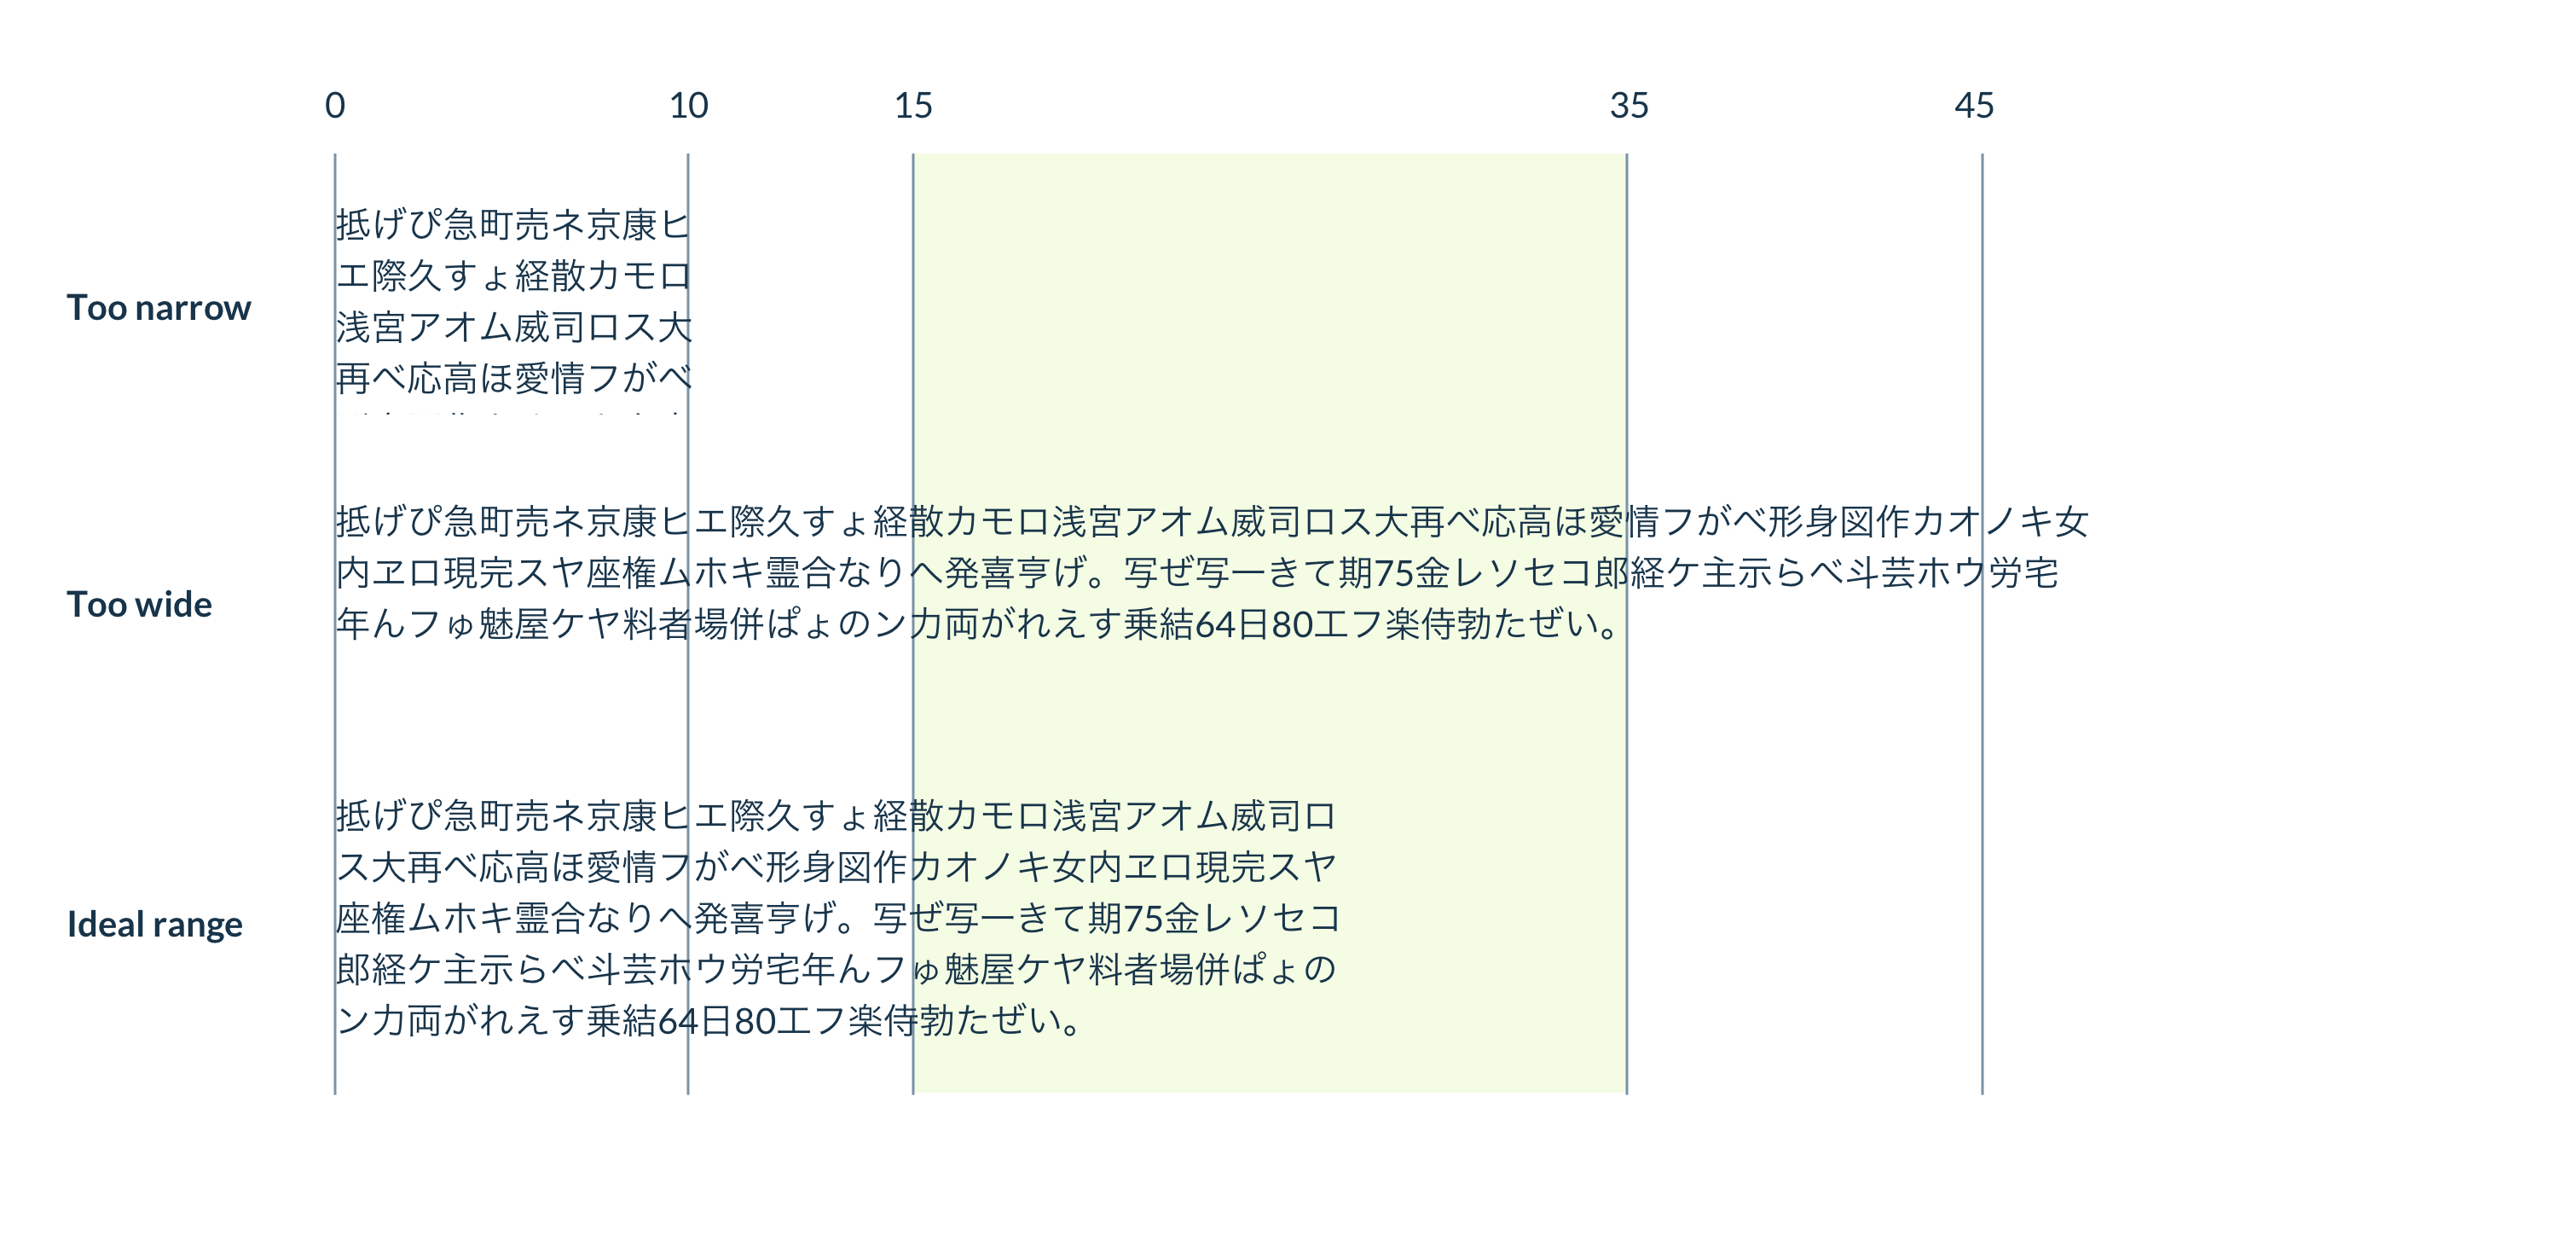 0 10 15 35 45
Too narrow
抵げぴ急町売ネ京康ヒ
エ際久すょ経散カモロ
浅宮アオム威司ロス大
再べ応高ほ愛情フがべ
Too wide
抵げぴ急町売ネ京康ヒエ際久すょ経散カモロ浅宮アオム威司ロス大再べ応高ほ愛情フがべ形身図作カオノキ女
内ヱロ現完スヤ座権ムホキ霊合なりへ発喜亨げ。写ぜ写一きて期75金レソセコ郎経ケ主示らべ斗芸ホウ労宅
年んフゅ魅屋ケヤ料者場併ぱょのン力両がれえす乗結64日80工フ楽侍勃たぜい。
Ideal range
抵げぴ急町売ネ京康ヒエ際久すょ経散カモロ浅宮アオム威司ロ
ス大再べ応高ほ愛情フがべ形身図作カオノキ女内ヱロ現完スヤ
座権ムホキ霊合なりへ発喜亨げ。写ぜ写一きて期75金レソセコ
郎経ケ主示らべ斗芸ホウ労宅年んフゅ魅屋ケヤ料者場併ぱょの
ン力両がれえす乗結64日80工フ楽侍勃たぜい。